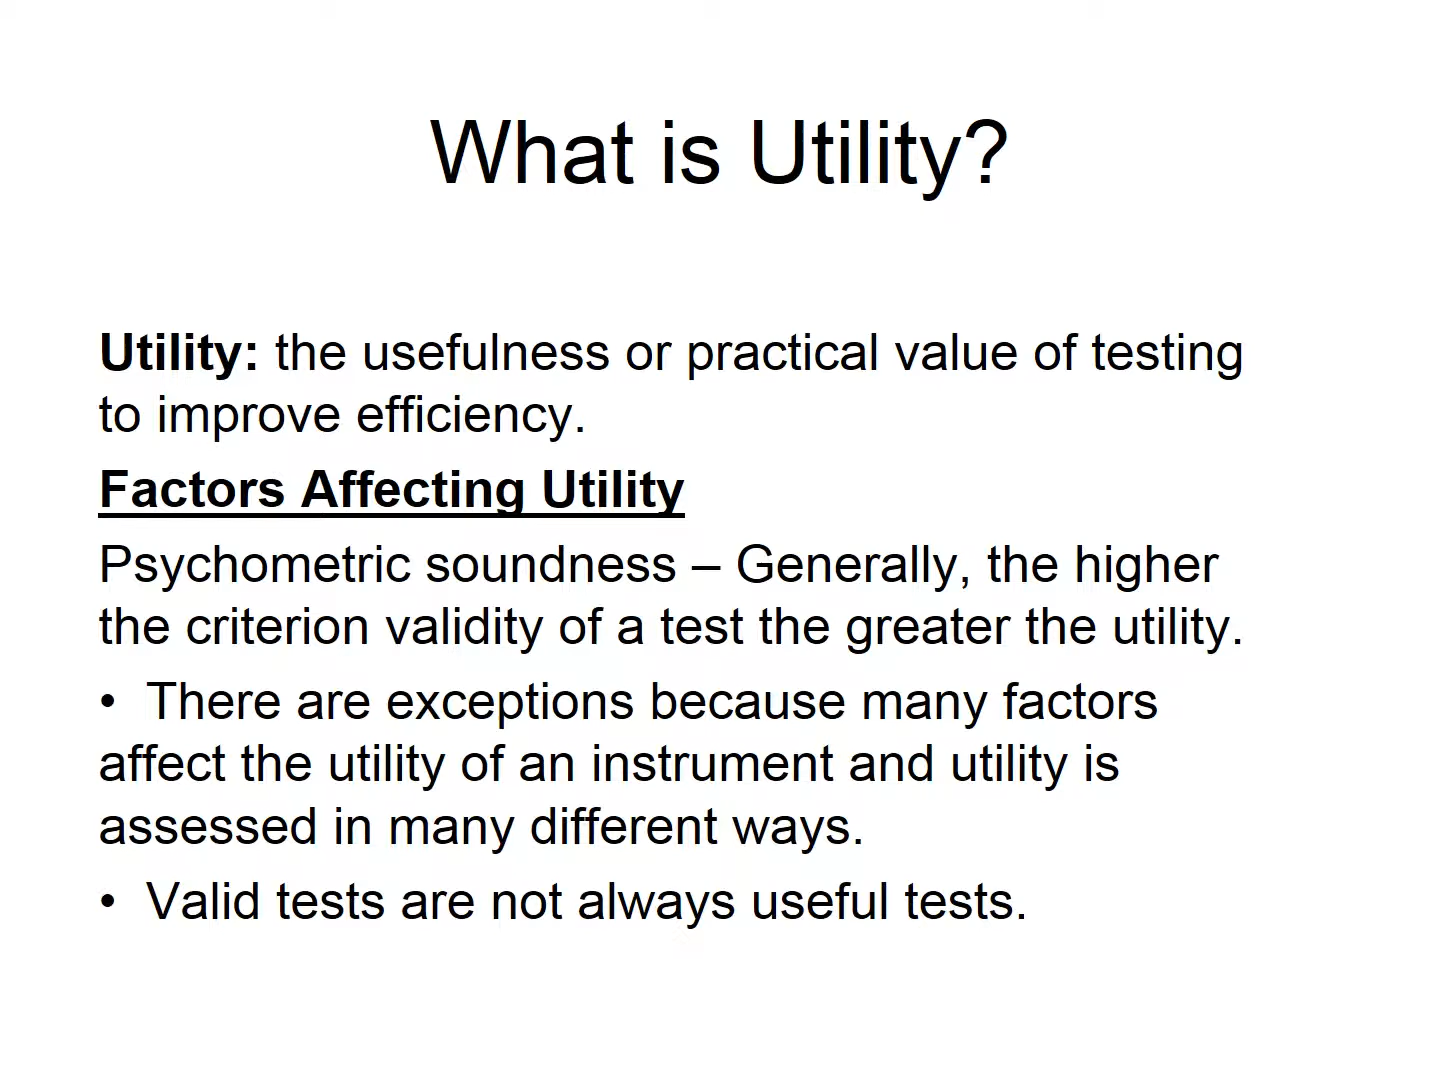 What is Utility?
Utility: the usefulness or practical value of testing
to improve efficiency.
Factors Affecting Utility
Psychometric soundness – Generally, the higher
the criterion validity of a test the greater the utility.
• There are exceptions because many factors
affect the utility of an instrument and utility is
assessed in many different ways.
• Valid tests are not always useful tests.